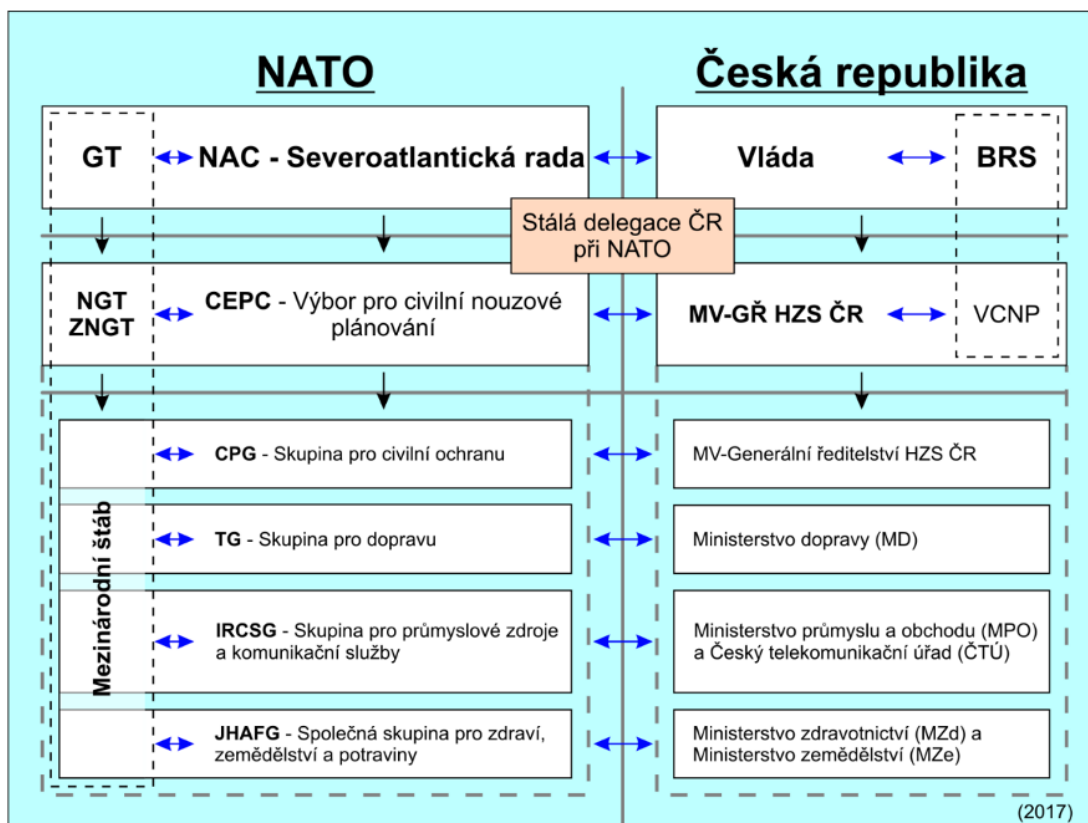 NATO
Česká republika
GT
NAC - Severoatlantická rada
Vláda
BRS
Stálá delegace ČR
při NATO
NGT
ZNGT
CEPC - Výbor pro civilní nouzové
plánování
MV-GŘ HZS ČR
VCNP
Mezinárodní štáb
CPG - Skupina pro civilní ochranu
MV-Generální ředitelství HZS ČR
TG - Skupina pro dopravu
Ministerstvo dopravy (MD)
IRCSG - Skupina pro průmyslové zdroje
a komunikační služby
Ministerstvo průmyslu a obchodu (MPO)
a Český telekomunikační úřad (ČTÚ)
JHAFG - Společná skupina pro zdraví,
zemědělství a potraviny
Ministerstvo zdravotnictví (MZd) a
Ministerstvo zemědělství (MZe)
(2017)